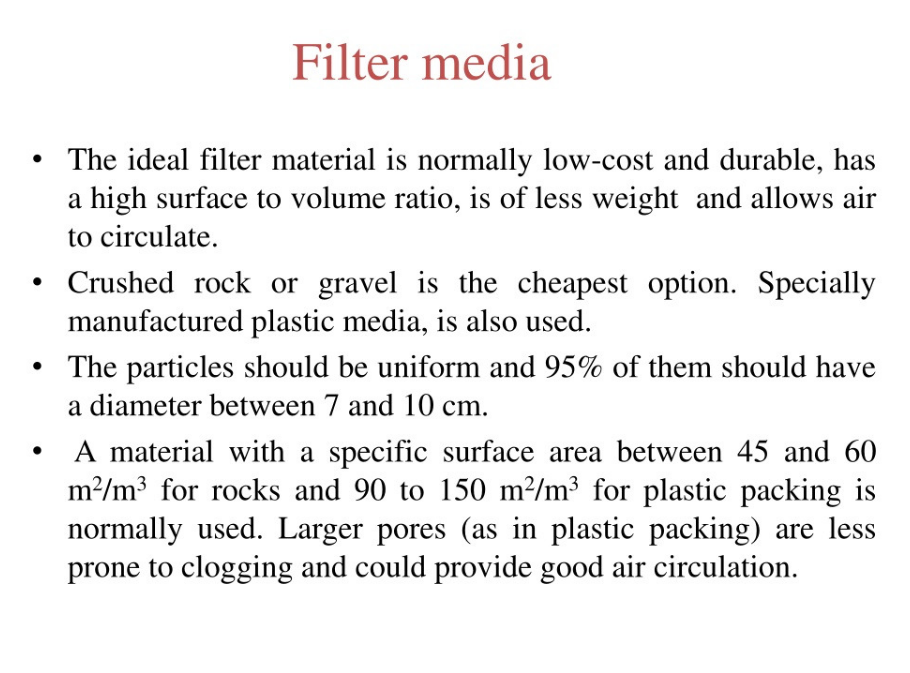 Filter media
• The ideal filter material is normally low-cost and durable, has
a high surface to volume ratio, is of less weight  and allows air
to circulate.
• Crushed rock or gravel is the cheapest option. Specially
manufactured plastic media, is also used.
• The particles should be uniform and 95% of them should have
a diameter between 7 and 10 cm.
• A material with a specific surface area between 45 and 60
m²/m³ for rocks and 90 to 150 m²/m³ for plastic packing is
normally used. Larger pores (as in plastic packing) are less
prone to clogging and could provide good air circulation.